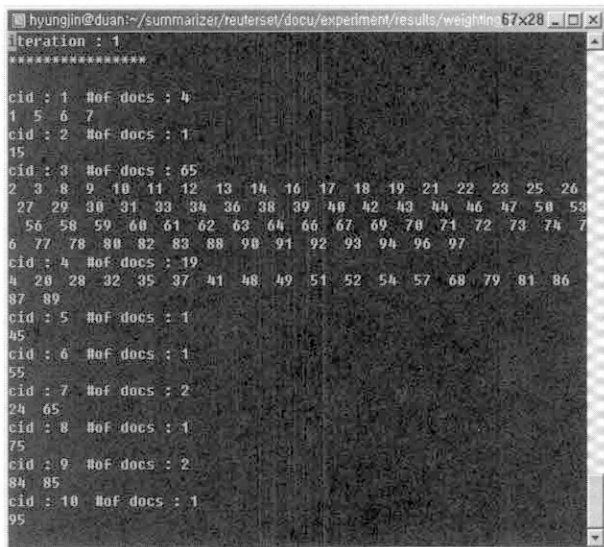 hyungjin@duan:~/summarizer/reuterset/docu/experiment/results/weighting 67×28
iteration : 1
****************
cid : 1  #of docs : 4
1  5  6  7
cid : 2  #of docs : 1
15
cid : 3  #of docs : 65
2  3  8  9  10  11  12  13  14  16  17  18  19  21  22  23  25  26
27  29  30  31  33  34  36  38  39  40  42  43  44  46  47  50  53
56  58  59  60  61  62  63  64  66  67  69  70  71  72  73  74  7
6  77  78  80  82  83  88  90  91  92  93  94  96  97
cid : 4  #of docs : 19
4  20  28  32  35  37  41  48  49  51  52  54  57  68  79  81  86
87  89
cid : 5  #of docs : 1
45
cid : 6  #of docs : 1
55
cid : 7  #of docs : 2
24  65
cid : 8  #of docs : 1
75
cid : 9  #of docs : 2
84  85
cid : 10  #of docs : 1
95